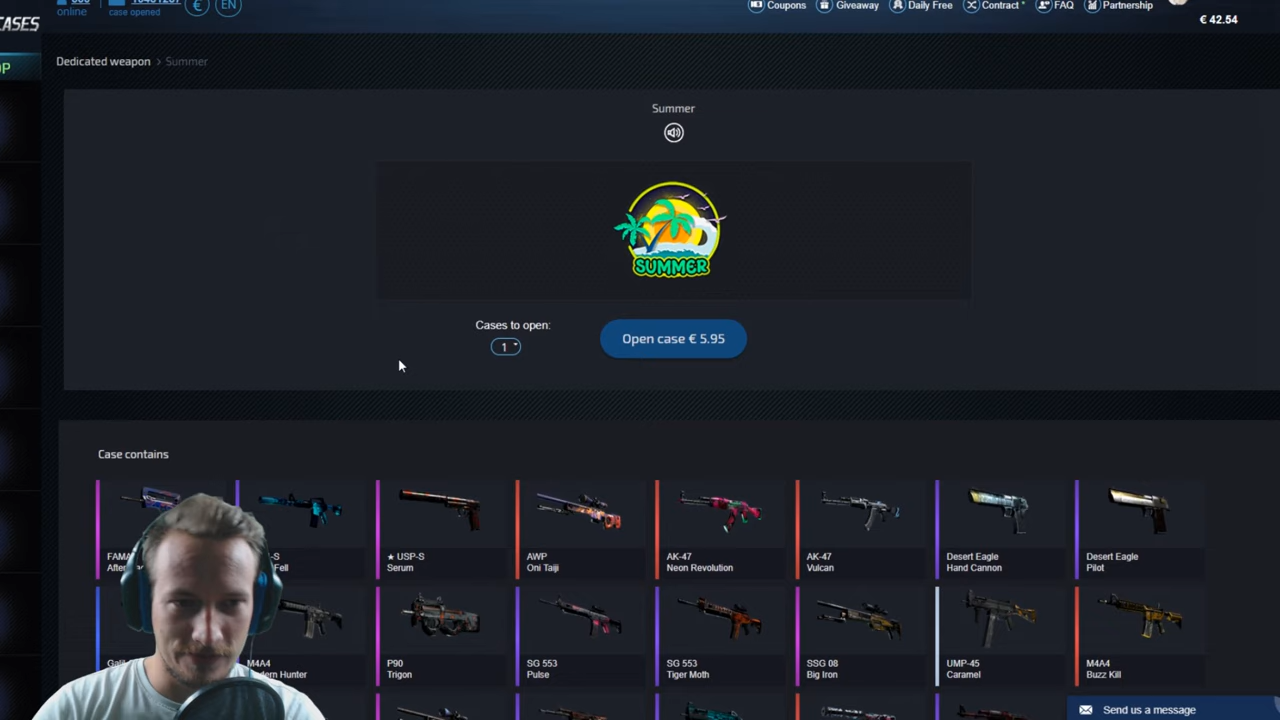 CASES
online
case opened
€
EN
Coupons
Giveaway
Daily Free
Contract
FAQ
Partnership
€ 42.54
Dedicated weapon > Summer
Summer
SUMMER
Cases to open:
1
Open case € 5.95
Case contains
★ USP-S
Serum
AWP
Oni Taiji
AK-47
Neon Revolution
AK-47
Vulcan
Desert Eagle
Hand Cannon
Desert Eagle
Pilot
M4A4
P90
Trigon
SG 553
Pulse
SG 553
Tiger Moth
SSG 08
Big Iron
UMP-45
Caramel
M4A4
Buzz Kill
Send us a message